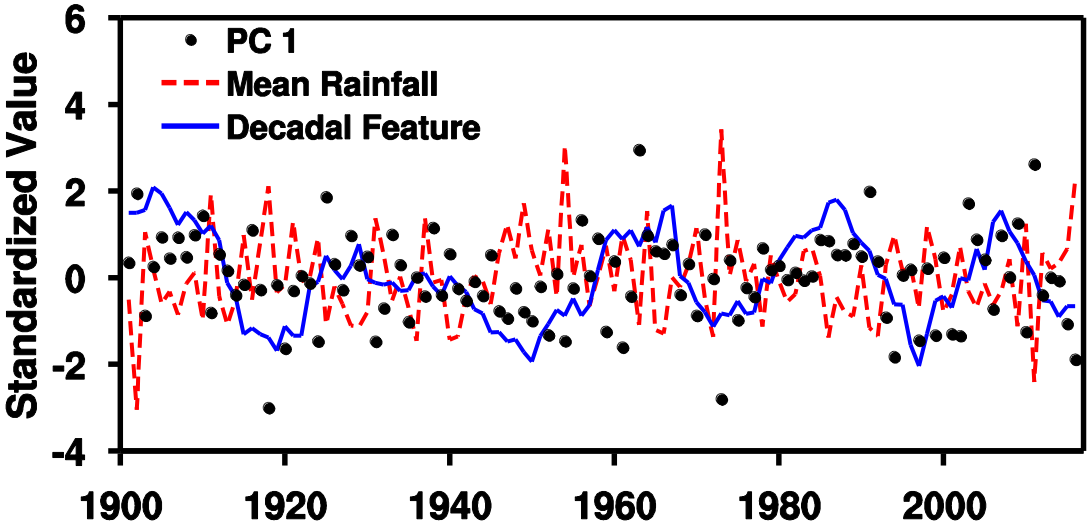 Standardized Value
6
4
2
0
-2
-4
PC 1
Mean Rainfall
Decadal Feature
1900 1920 1940 1960 1980 2000